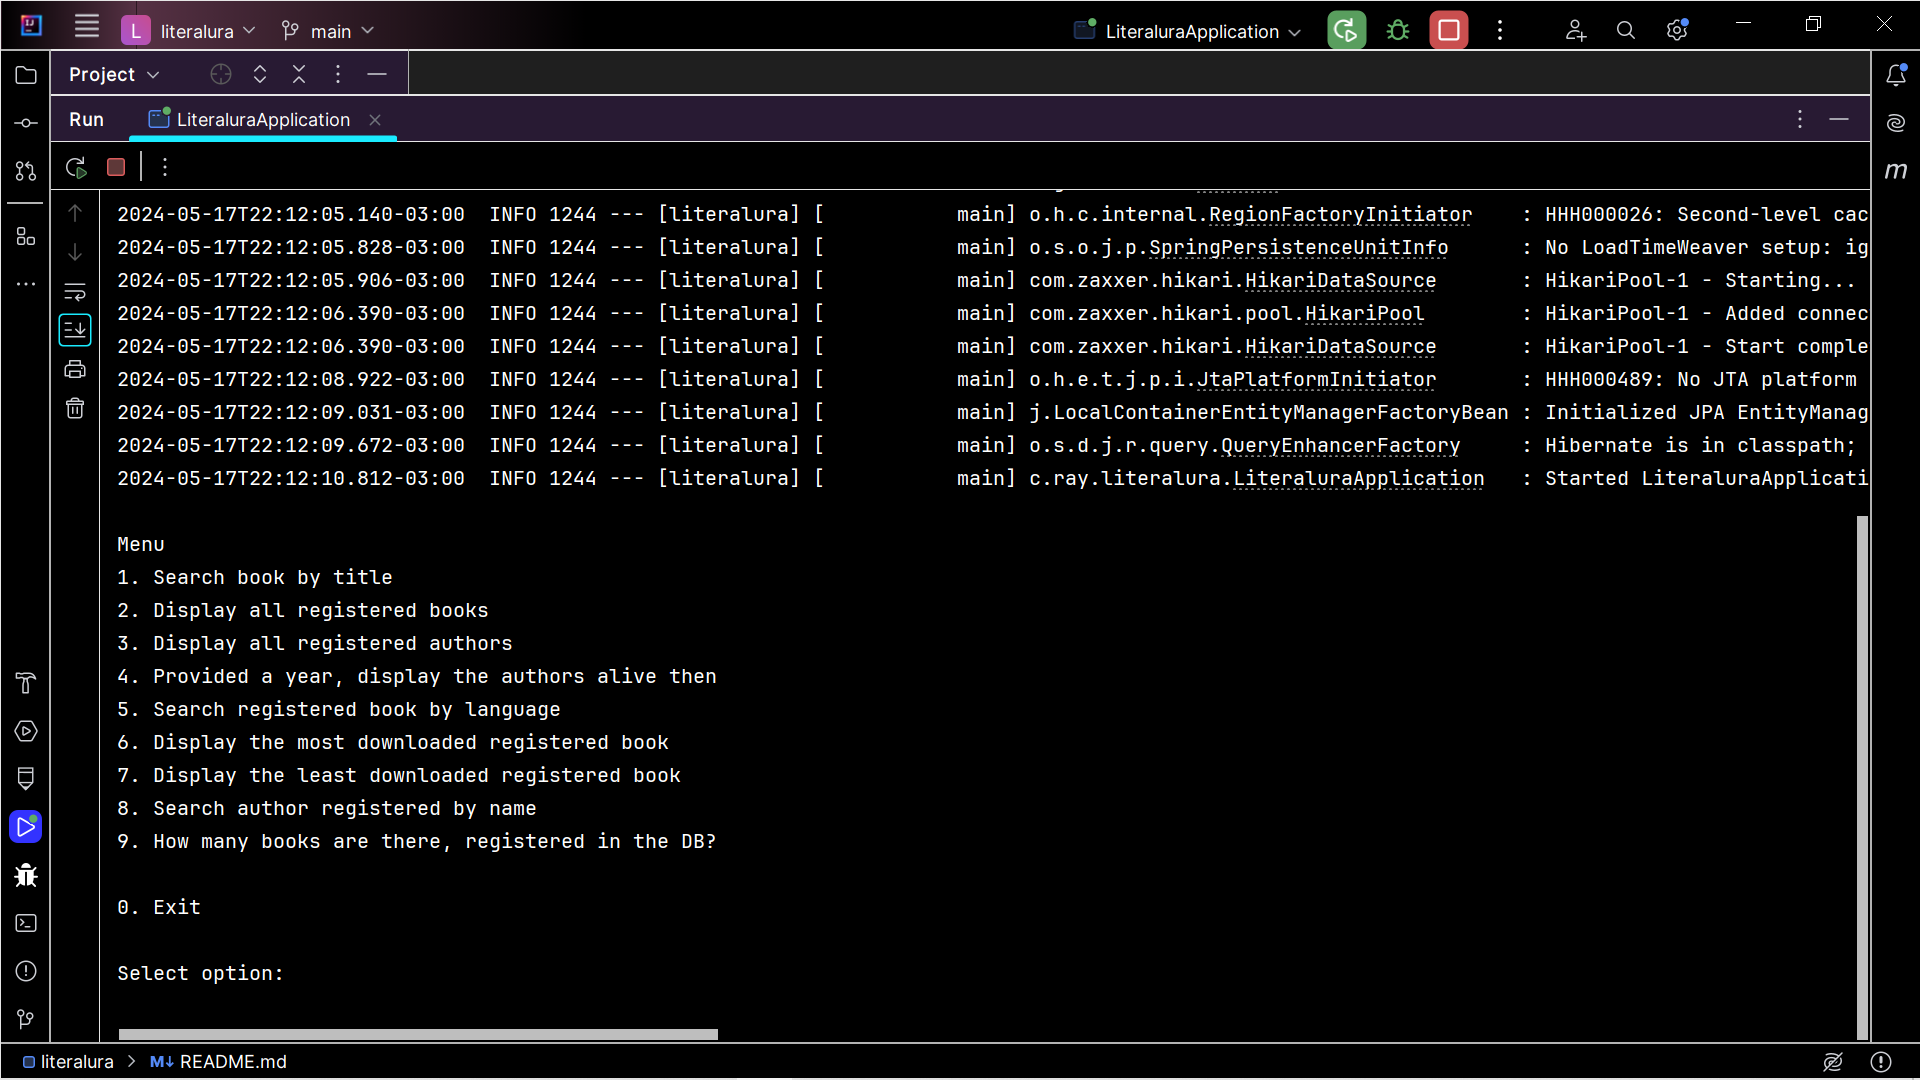 L literalura main LiteraluraApplication
Project
Run LiteraluraApplication
2024-05-17T22:12:05.140-03:00  INFO 1244 --- [literalura] [           main] o.h.c.internal.RegionFactoryInitiator    : HHH000026: Second-level cac
2024-05-17T22:12:05.828-03:00  INFO 1244 --- [literalura] [           main] o.s.o.j.p.SpringPersistenceUnitInfo      : No LoadTimeWeaver setup: ig
2024-05-17T22:12:05.906-03:00  INFO 1244 --- [literalura] [           main] com.zaxxer.hikari.HikariDataSource       : HikariPool-1 - Starting...
2024-05-17T22:12:06.390-03:00  INFO 1244 --- [literalura] [           main] com.zaxxer.hikari.pool.HikariPool        : HikariPool-1 - Added connec
2024-05-17T22:12:06.390-03:00  INFO 1244 --- [literalura] [           main] com.zaxxer.hikari.HikariDataSource       : HikariPool-1 - Start comple
2024-05-17T22:12:08.922-03:00  INFO 1244 --- [literalura] [           main] o.h.e.t.j.p.i.JtaPlatformInitiator       : HHH000489: No JTA platform
2024-05-17T22:12:09.031-03:00  INFO 1244 --- [literalura] [           main] j.LocalContainerEntityManagerFactoryBean : Initialized JPA EntityManag
2024-05-17T22:12:09.672-03:00  INFO 1244 --- [literalura] [           main] o.s.d.j.r.query.QueryEnhancerFactory     : Hibernate is in classpath;
2024-05-17T22:12:10.812-03:00  INFO 1244 --- [literalura] [           main] c.ray.literalura.LiteraluraApplication   : Started LiteraluraApplicati
Menu
1. Search book by title
2. Display all registered books
3. Display all registered authors
4. Provided a year, display the authors alive then
5. Search registered book by language
6. Display the most downloaded registered book
7. Display the least downloaded registered book
8. Search author registered by name
9. How many books are there, registered in the DB?
0. Exit
Select option:
literalura > M↓ README.md